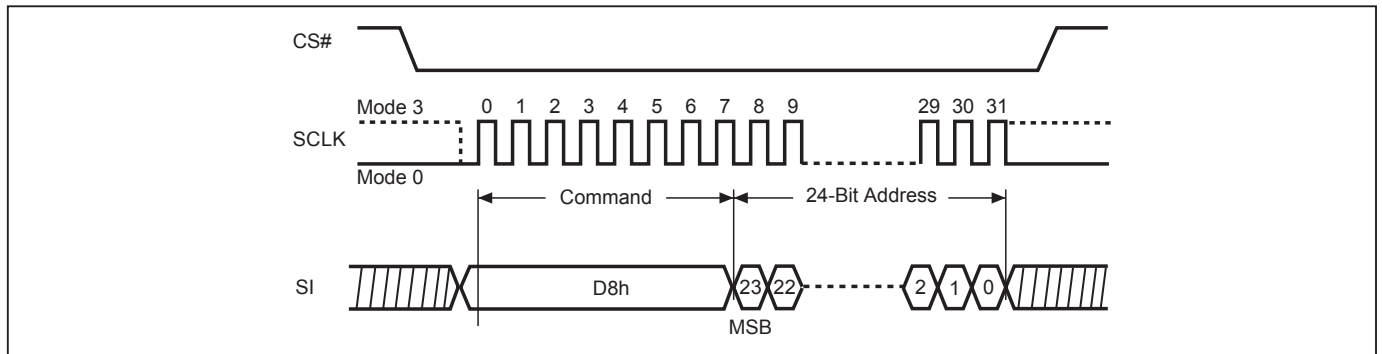 CS#
Mode 3
0 1 2 3 4 5 6 7 8 9 29 30 31
SCLK
Mode 0
Command 24-Bit Address
SI D8h 23 22 2 1 0
MSB